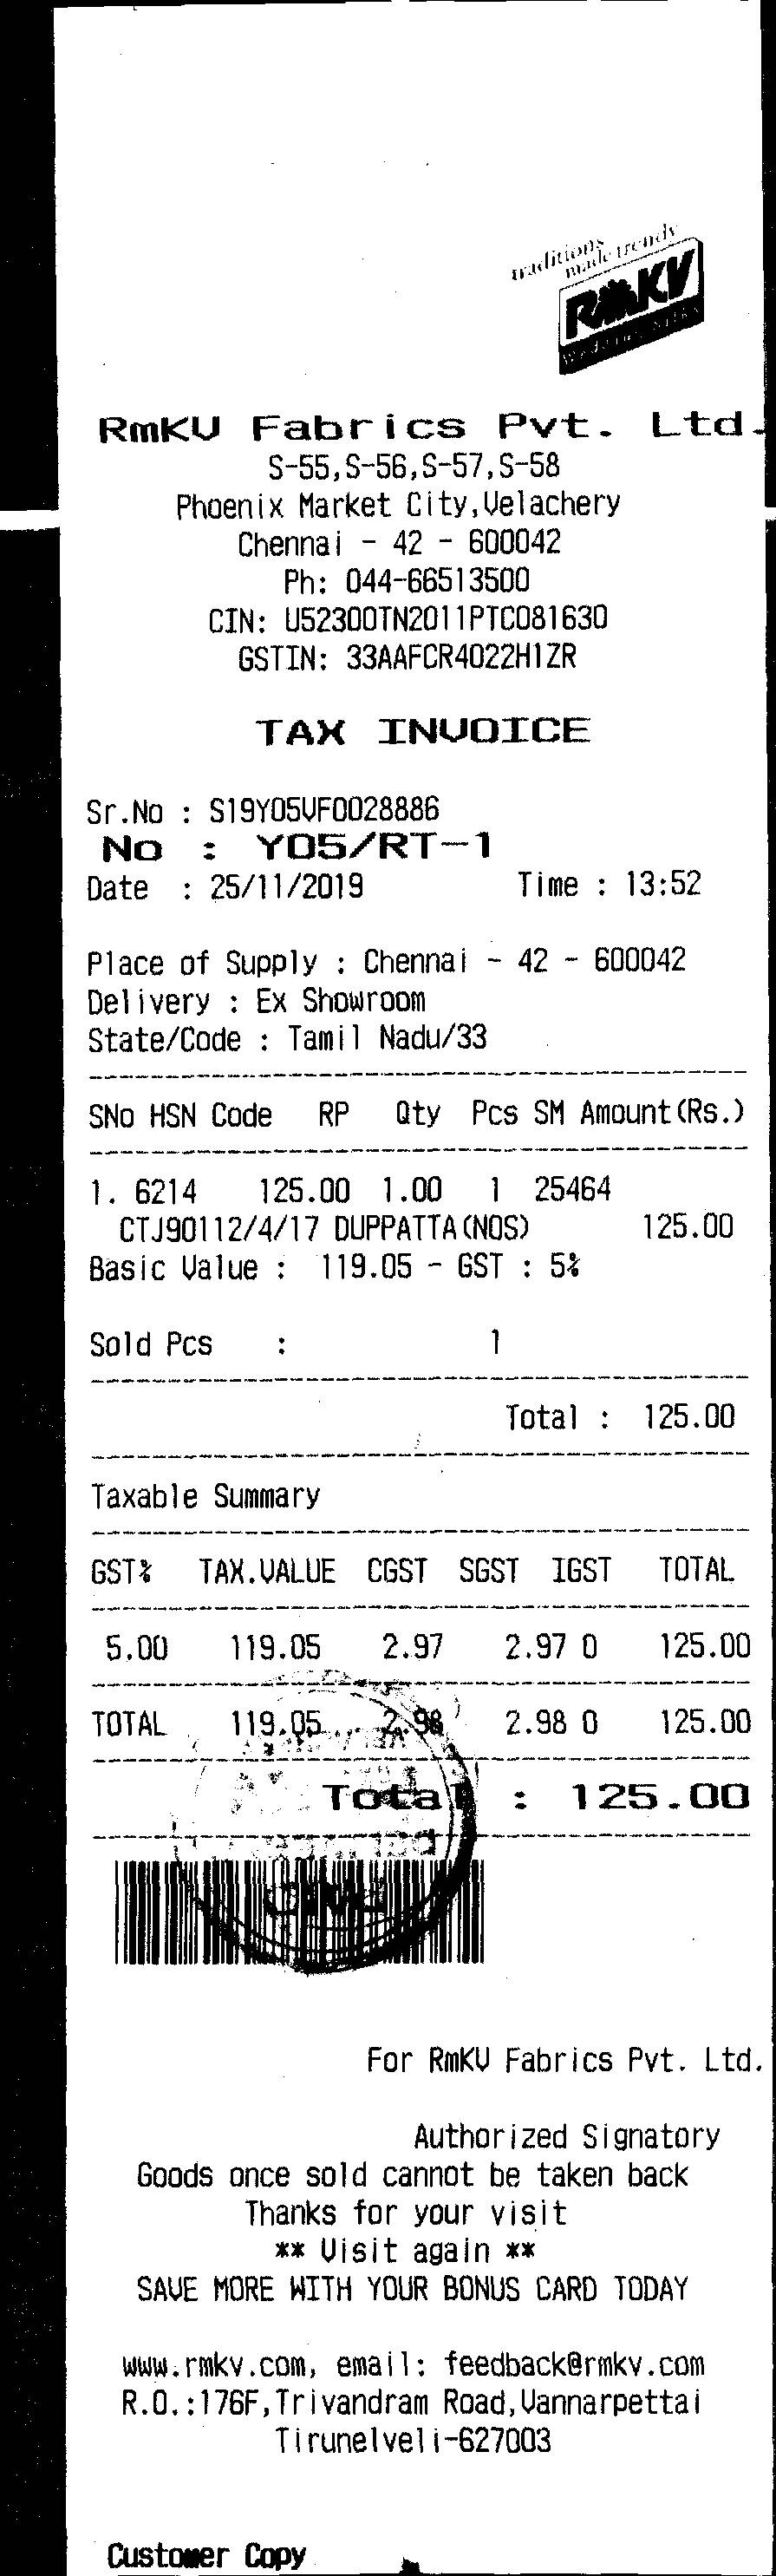 traditions
made trendy
RmKV
RmKV Fabrics Pvt. Ltd.
S-55,S-56,S-57,S-58
Phoenix Market City,Velachery
Chennai - 42 - 600042
Ph: 044-66513500
CIN: U52300TN2011PTC081630
GSTIN: 33AAFCR4022H1ZR
TAX INVOICE
Sr.No : S19Y05VF0028886
No : Y05/RT-1
Date : 25/11/2019 Time : 13:52
Place of Supply : Chennai - 42 - 600042
Delivery : Ex Showroom
State/Code : Tamil Nadu/33
SNo HSN Code RP Qty Pcs SM Amount(Rs.)
1. 6214 125.00 1.00 1 25464
CTJ90112/4/17 DUPPATTA(NOS) 125.00
Basic Value : 119.05 - GST : 5%
Sold Pcs : 1
Total : 125.00
Taxable Summary
GST% TAX.VALUE CGST SGST IGST TOTAL
5.00 119.05 2.97 2.97 0 125.00
TOTAL 119.05 2.98 2.98 0 125.00
Total : 125.00
For RmKV Fabrics Pvt. Ltd.
Authorized Signatory
Goods once sold cannot be taken back
Thanks for your visit
** Visit again **
SAVE MORE WITH YOUR BONUS CARD TODAY
www.rmkv.com, email: feedback@rmkv.com
R.O.:176F,Trivandram Road,Vannarpettai
Tirunelveli-627003
Customer Copy